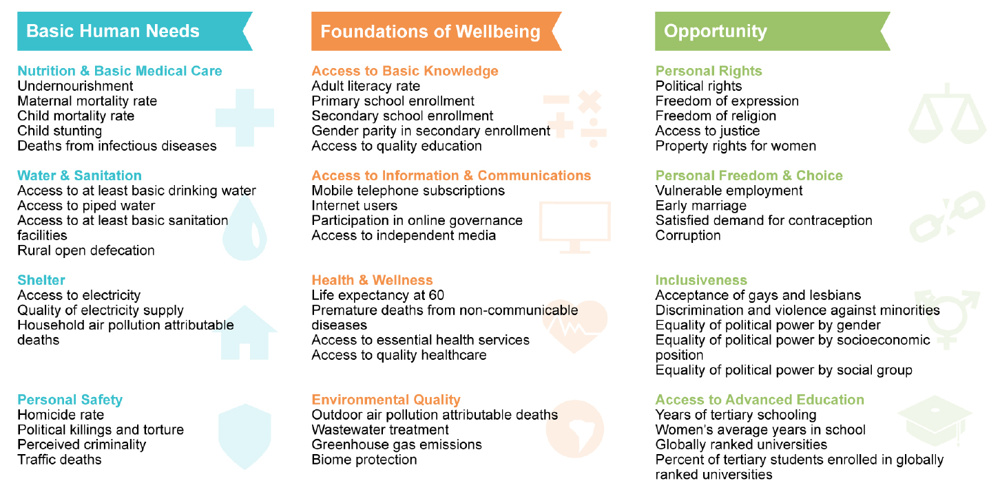 Basic Human Needs
Nutrition & Basic Medical Care
Undernourishment
Maternal mortality rate
Child mortality rate
Child stunting
Deaths from infectious diseases
Water & Sanitation
Access to at least basic drinking water
Access to piped water
Access to at least basic sanitation
facilities
Rural open defecation
Shelter
Access to electricity
Quality of electricity supply
Household air pollution attributable
deaths
Personal Safety
Homicide rate
Political killings and torture
Perceived criminality
Traffic deaths
Foundations of Wellbeing
Access to Basic Knowledge
Adult literacy rate
Primary school enrollment
Secondary school enrollment
Gender parity in secondary enrollment
Access to quality education
Access to Information & Communications
Mobile telephone subscriptions
Internet users
Participation in online governance
Access to independent media
Health & Wellness
Life expectancy at 60
Premature deaths from non-communicable
diseases
Access to essential health services
Access to quality healthcare
Environmental Quality
Outdoor air pollution attributable deaths
Wastewater treatment
Greenhouse gas emissions
Biome protection
Opportunity
Personal Rights
Political rights
Freedom of expression
Freedom of religion
Access to justice
Property rights for women
Personal Freedom & Choice
Vulnerable employment
Early marriage
Satisfied demand for contraception
Corruption
Inclusiveness
Acceptance of gays and lesbians
Discrimination and violence against minorities
Equality of political power by gender
Equality of political power by socioeconomic
position
Equality of political power by social group
Access to Advanced Education
Years of tertiary schooling
Women's average years in school
Globally ranked universities
Percent of tertiary students enrolled in globally
ranked universities